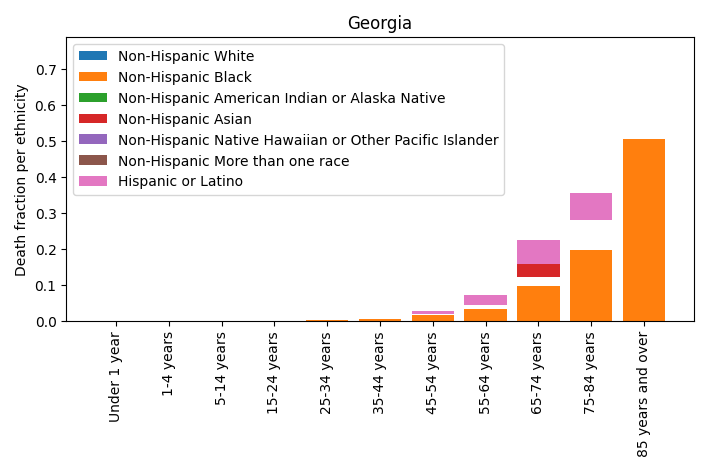 Georgia
Death fraction per ethnicity
0.7
0.6
0.5
0.4
0.3
0.2
0.1
0.0
Non-Hispanic White
Non-Hispanic Black
Non-Hispanic American Indian or Alaska Native
Non-Hispanic Asian
Non-Hispanic Native Hawaiian or Other Pacific Islander
Non-Hispanic More than one race
Hispanic or Latino
Under 1 year
1-4 years
5-14 years
15-24 years
25-34 years
35-44 years
45-54 years
55-64 years
65-74 years
75-84 years
85 years and over